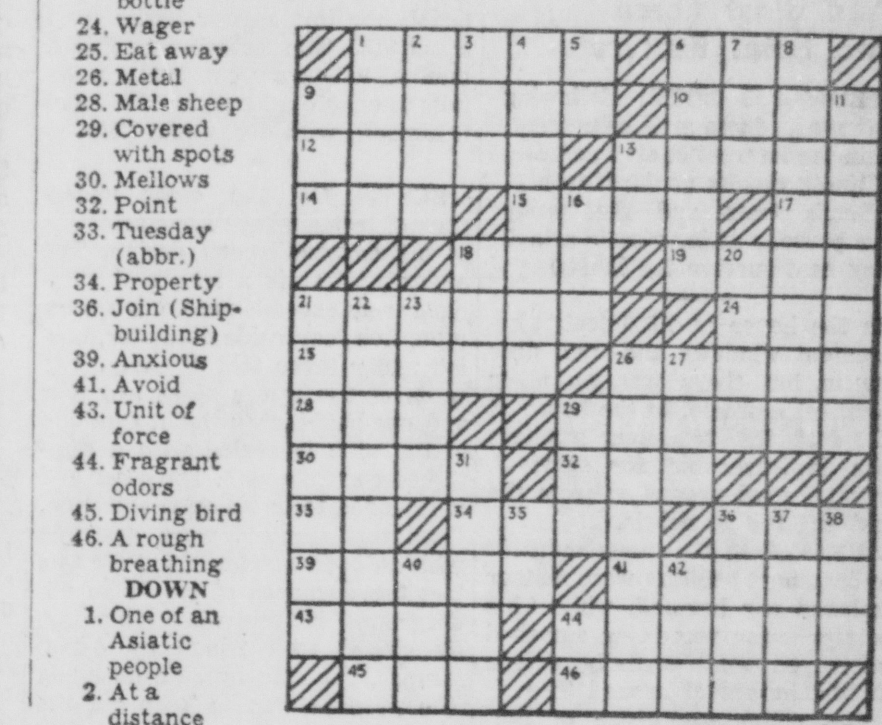 bottle
24. Wager
25. Eat away
26. Metal
28. Male sheep
29. Covered
with spots
30. Mellows
32. Point
33. Tuesday
(abbr.)
34. Property
36. Join (Ship-
building)
39. Anxious
41. Avoid
43. Unit of
force
44. Fragrant
odors
45. Diving bird
46. A rough
breathing
DOWN
1. One of an
Asiatic
people
2. At a
distance
1 2 3 4 5 6 7 8
9 10 11
12 13
14 15 16 17
18 19 20
21 22 23 24
25 26 27
28 29
30 31 32
33 34 35 36 37 38
39 40 41 42
43 44
45 46